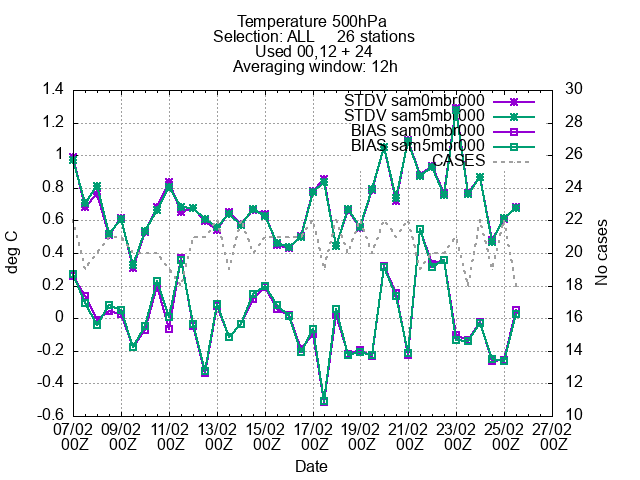 Temperature 500hPa
Selection: ALL 26 stations
Used 00,12 + 24
Averaging window: 12h
1.4
1.2
1
0.8
0.6
0.4
0.2
0
-0.2
-0.4
-0.6
deg C
30
28
26
24
22
20
18
16
14
12
10
No cases
STDV sam0mbr000
STDV sam5mbr000
BIAS sam0mbr000
BIAS sam5mbr000
CASES
07/02 09/02 11/02 13/02 15/02 17/02 19/02 21/02 23/02 25/02 27/02
00Z 00Z 00Z 00Z 00Z 00Z 00Z 00Z 00Z 00Z 00Z
Date